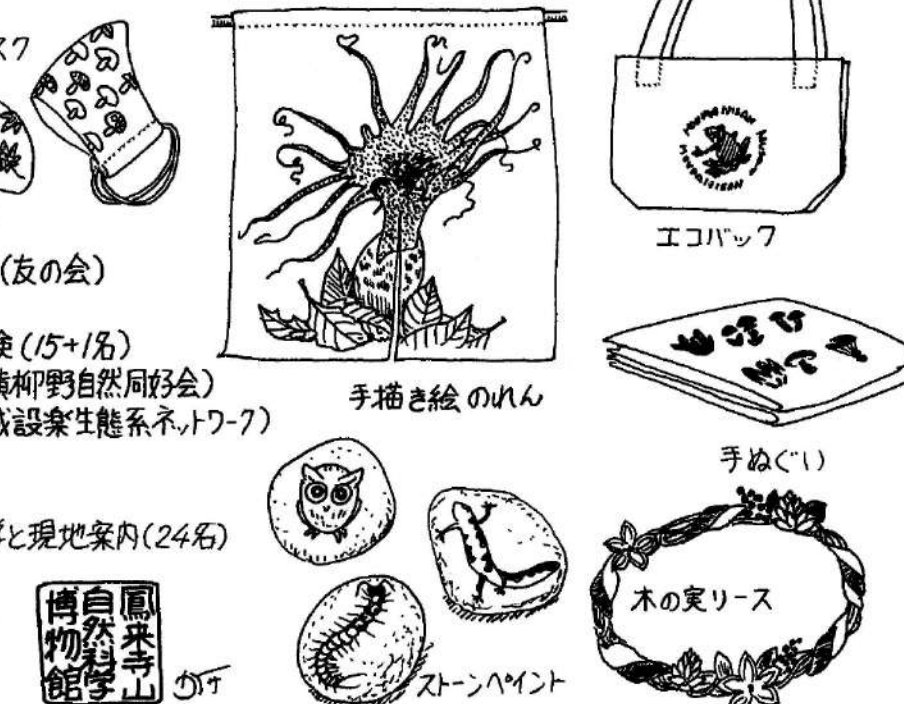 スク
エコバック
(友の会)
(15+1名)
柳野自然同好会)
設楽生態系ネットワーク)
手描き絵のれん
手ぬぐい
と現地案内(24名)
木の実リース
ストーンペイント
鳳来寺山
自然科学
博物館